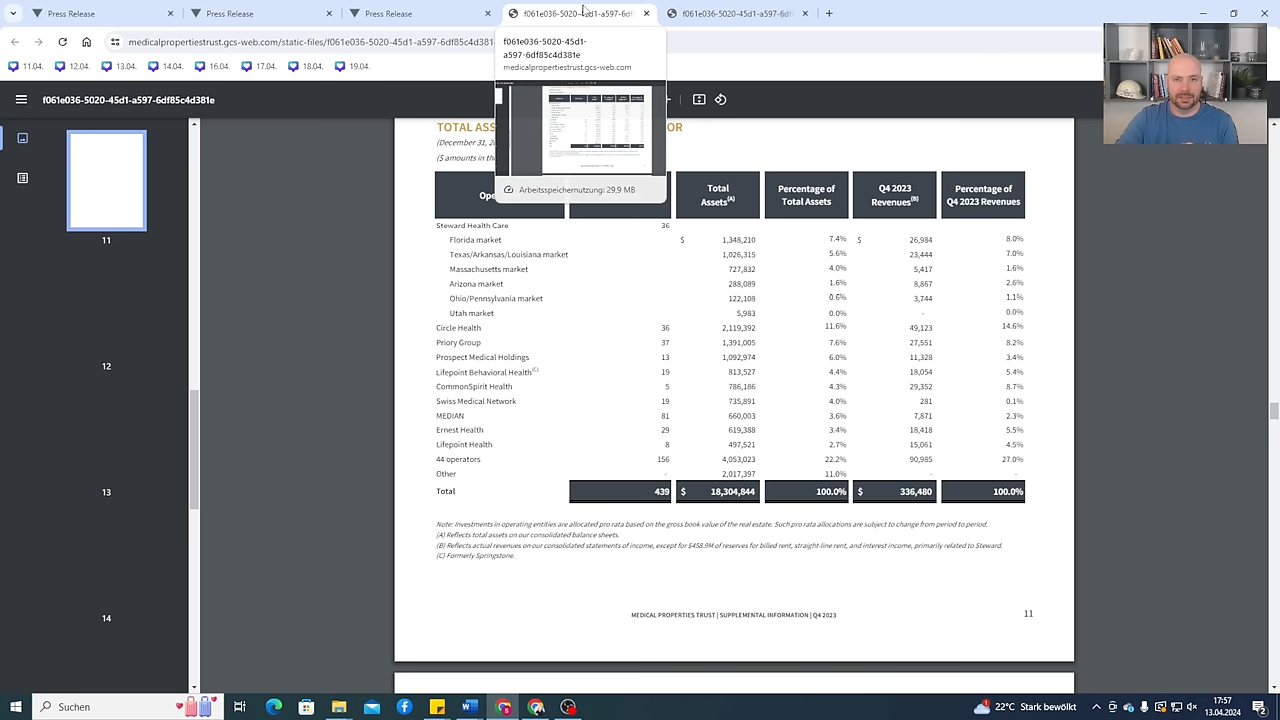 Press Release
Press Release
f061e036-5020-45d1-a597-6df
f061e036-5020-45d1-a597-6df
medicalpropertiestrust
45d1-a597-6df85c4d381e
11.04.
12.04.
13.04.
14.04.
16.04.
17.04.
18.04.
19.04.
f061e036-5020-45d1-
a597-6df85c4d381e
medicalpropertiestrust.gcs-web.com
Arbeitsspeichernutzung: 29,9 MB
TOTAL ASS
(December 31, 20
($ amounts in th
Ope
Total Assets(A)
Percentage of Total Assets
Q4 2023 Revenues(B)
Percentage of Q4 2023 Revenues
Steward Health Care 36
Florida market $ 1,348,210 7.4% $ 26,984 8.0%
Texas/Arkansas/Louisiana market 1,026,315 5.6% 23,444 7.0%
Massachusetts market 727,832 4.0% 5,417 1.6%
Arizona market 288,089 1.6% 8,867 2.6%
Ohio/Pennsylvania market 122,108 0.6% 3,744 1.1%
Utah market 5,983 0.0% - 0.0%
Circle Health 36 2,119,392 11.6% 49,123 14.6%
Priory Group 37 1,391,005 7.6% 27,551 8.2%
Prospect Medical Holdings 13 1,092,974 6.0% 11,328 3.4%
Lifepoint Behavioral Health(C) 19 813,527 4.4% 18,054 5.4%
CommonSpirit Health 5 786,186 4.3% 29,352 8.7%
Swiss Medical Network 19 735,891 4.0% 281 0.1%
MEDIAN 81 660,003 3.6% 7,871 2.3%
Ernest Health 29 619,388 3.4% 18,418 5.5%
Lifepoint Health 8 497,521 2.7% 15,061 4.5%
44 operators 156 4,053,023 22.2% 90,985 27.0%
Other - 2,017,397 11.0% - -
Total 439 $ 18,304,844 100.0% $ 336,480 100.0%
Note: Investments in operating entities are allocated pro rata based on the gross book value of the real estate. Such pro rata allocations are subject to change from period to period.
(A) Reflects total assets on our consolidated balance sheets.
(B) Reflects actual revenues on our consolidated statements of income, except for $458.9M of reserves for billed rent, straight-line rent, and interest income, primarily related to Steward.
(C) Formerly Springstone.
MEDICAL PROPERTIES TRUST | SUPPLEMENTAL INFORMATION | Q4 2023
11
11
12
13
14
Suchen
22°C Stark bewölkt
17:57
13.04.2024